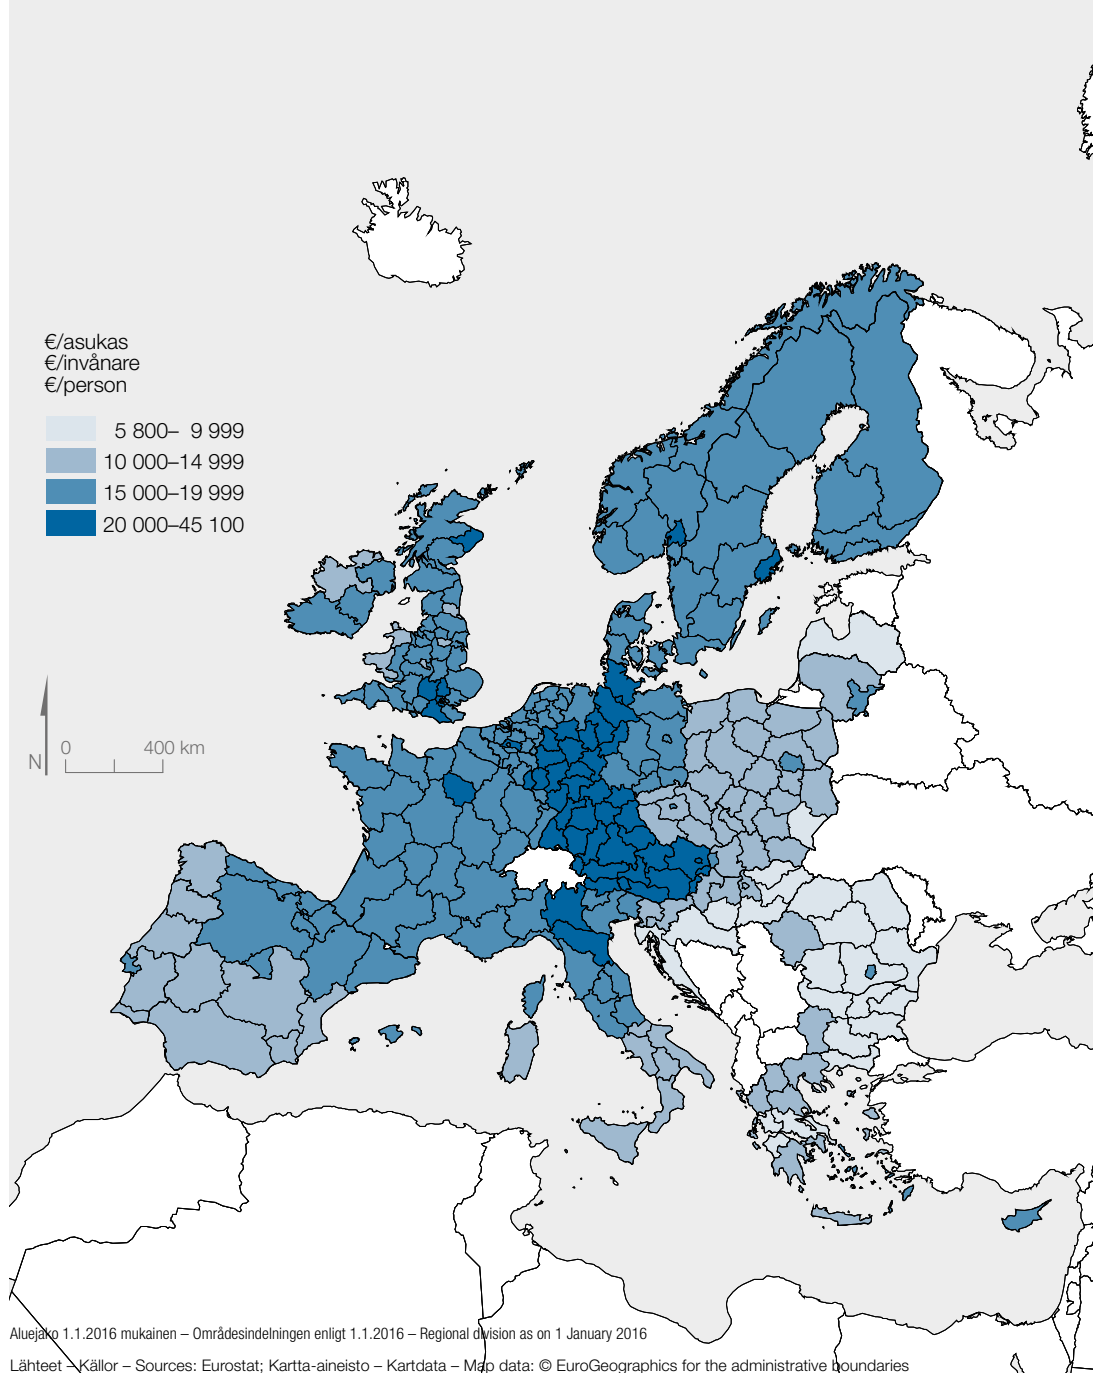 €/asukas
€/invånare
€/person
5 800– 9 999
10 000–14 999
15 000–19 999
20 000–45 100
N
0 400 km
Aluejako 1.1.2016 mukainen – Områdesindelningen enligt 1.1.2016 – Regional division as on 1 January 2016
Lähteet – Källor – Sources: Eurostat; Kartta-aineisto – Kartdata – Map data: © EuroGeographics for the administrative boundaries